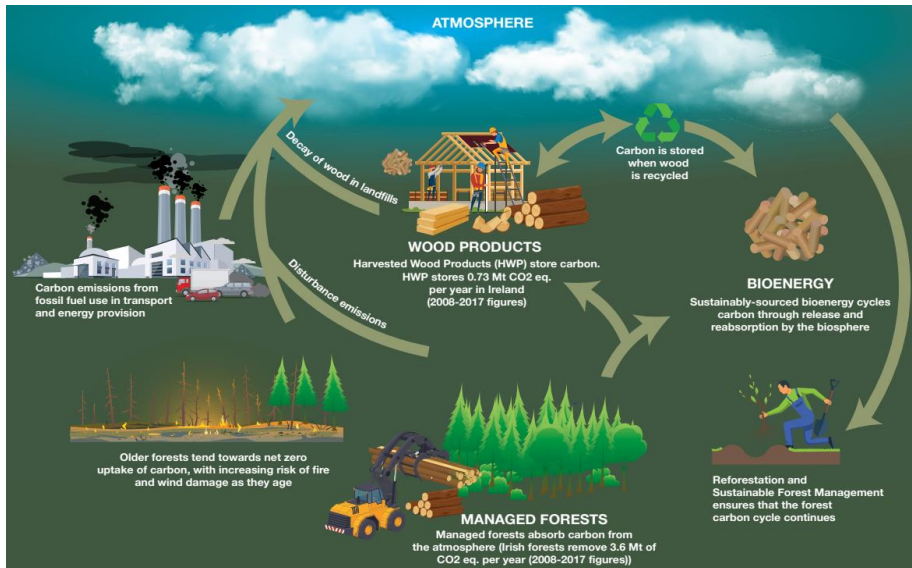 ATMOSPHERE
Decay of wood in landfills
Carbon is stored
when wood
is recycled
WOOD PRODUCTS
Harvested Wood Products (HWP) store carbon.
HWP stores 0.73 Mt CO2 eq.
per year in Ireland
(2008-2017 figures)
Carbon emissions from
fossil fuel use in transport
and energy provision
Disturbance emissions
BIOENERGY
Sustainably-sourced bioenergy cycles
carbon through release and
reabsorption by the biosphere
Older forests tend towards net zero
uptake of carbon, with increasing risk of fire
and wind damage as they age
MANAGED FORESTS
Managed forests absorb carbon from
the atmosphere (Irish forests remove 3.6 Mt of
CO2 eq. per year (2008-2017 figures))
Reforestation and
Sustainable Forest Management
ensures that the forest
carbon cycle continues